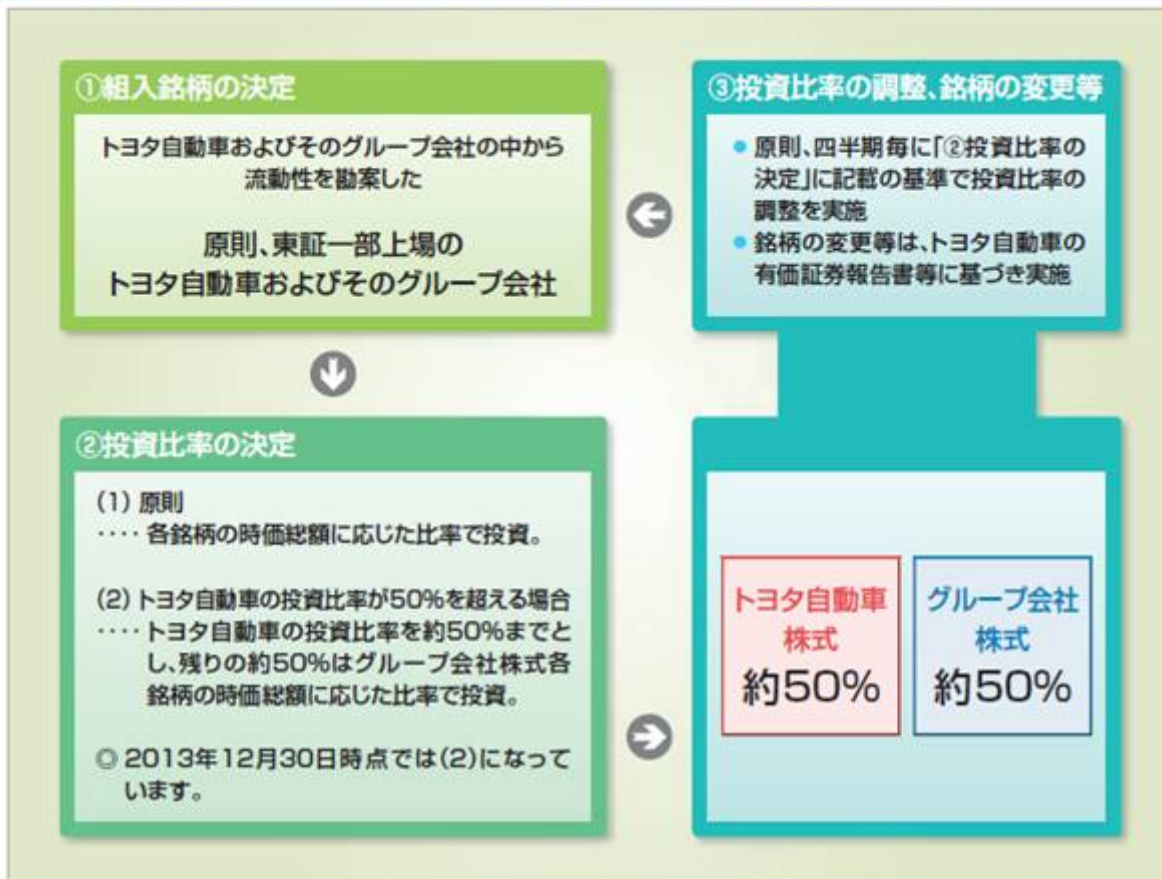 ①組入銘柄の決定
トヨタ自動車およびそのグループ会社の中から
流動性を勘案した
原則、東証一部上場の
トヨタ自動車およびそのグループ会社
②投資比率の決定
(1) 原則
‥‥ 各銘柄の時価総額に応じた比率で投資。
(2)トヨタ自動車の投資比率が50%を超える場合
‥‥ トヨタ自動車の投資比率を約50%までと
し、残りの約50%はグループ会社株式各
銘柄の時価総額に応じた比率で投資。
◎ 2013年12月30日時点では(2)になって
います。
トヨタ自動車
株式
約50%
グループ会社
株式
約50%
③投資比率の調整、銘柄の変更等
● 原則、四半期毎に「②投資比率の
決定」に記載の基準で投資比率の
調整を実施
● 銘柄の変更等は、トヨタ自動車の
有価証券報告書等に基づき実施